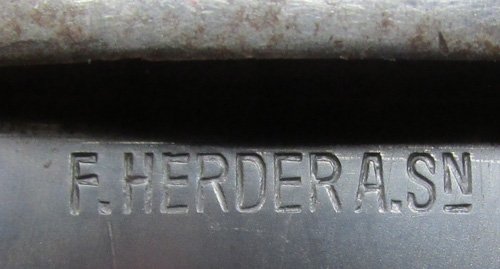 F. HERDER A. SN